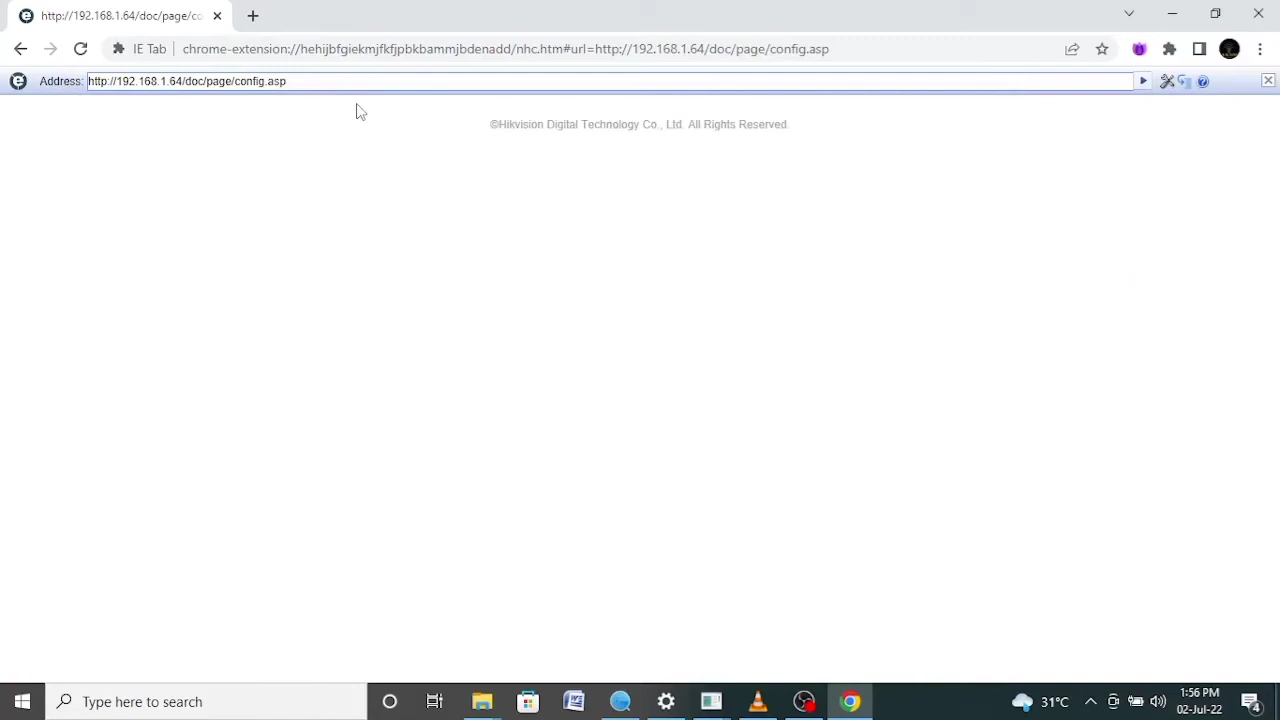 http://192.168.1.64/doc/page/co
IE Tab
chrome-extension://hehijbfgiekmjfkfjpbkbammjbdenadd/nhc.htm#url=http://192.168.1.64/doc/page/config.asp
Address: http://192.168.1.64/doc/page/config.asp
©Hikvision Digital Technology Co., Ltd. All Rights Reserved.
Type here to search
31°C
1:56 PM
02-Jul-22
4